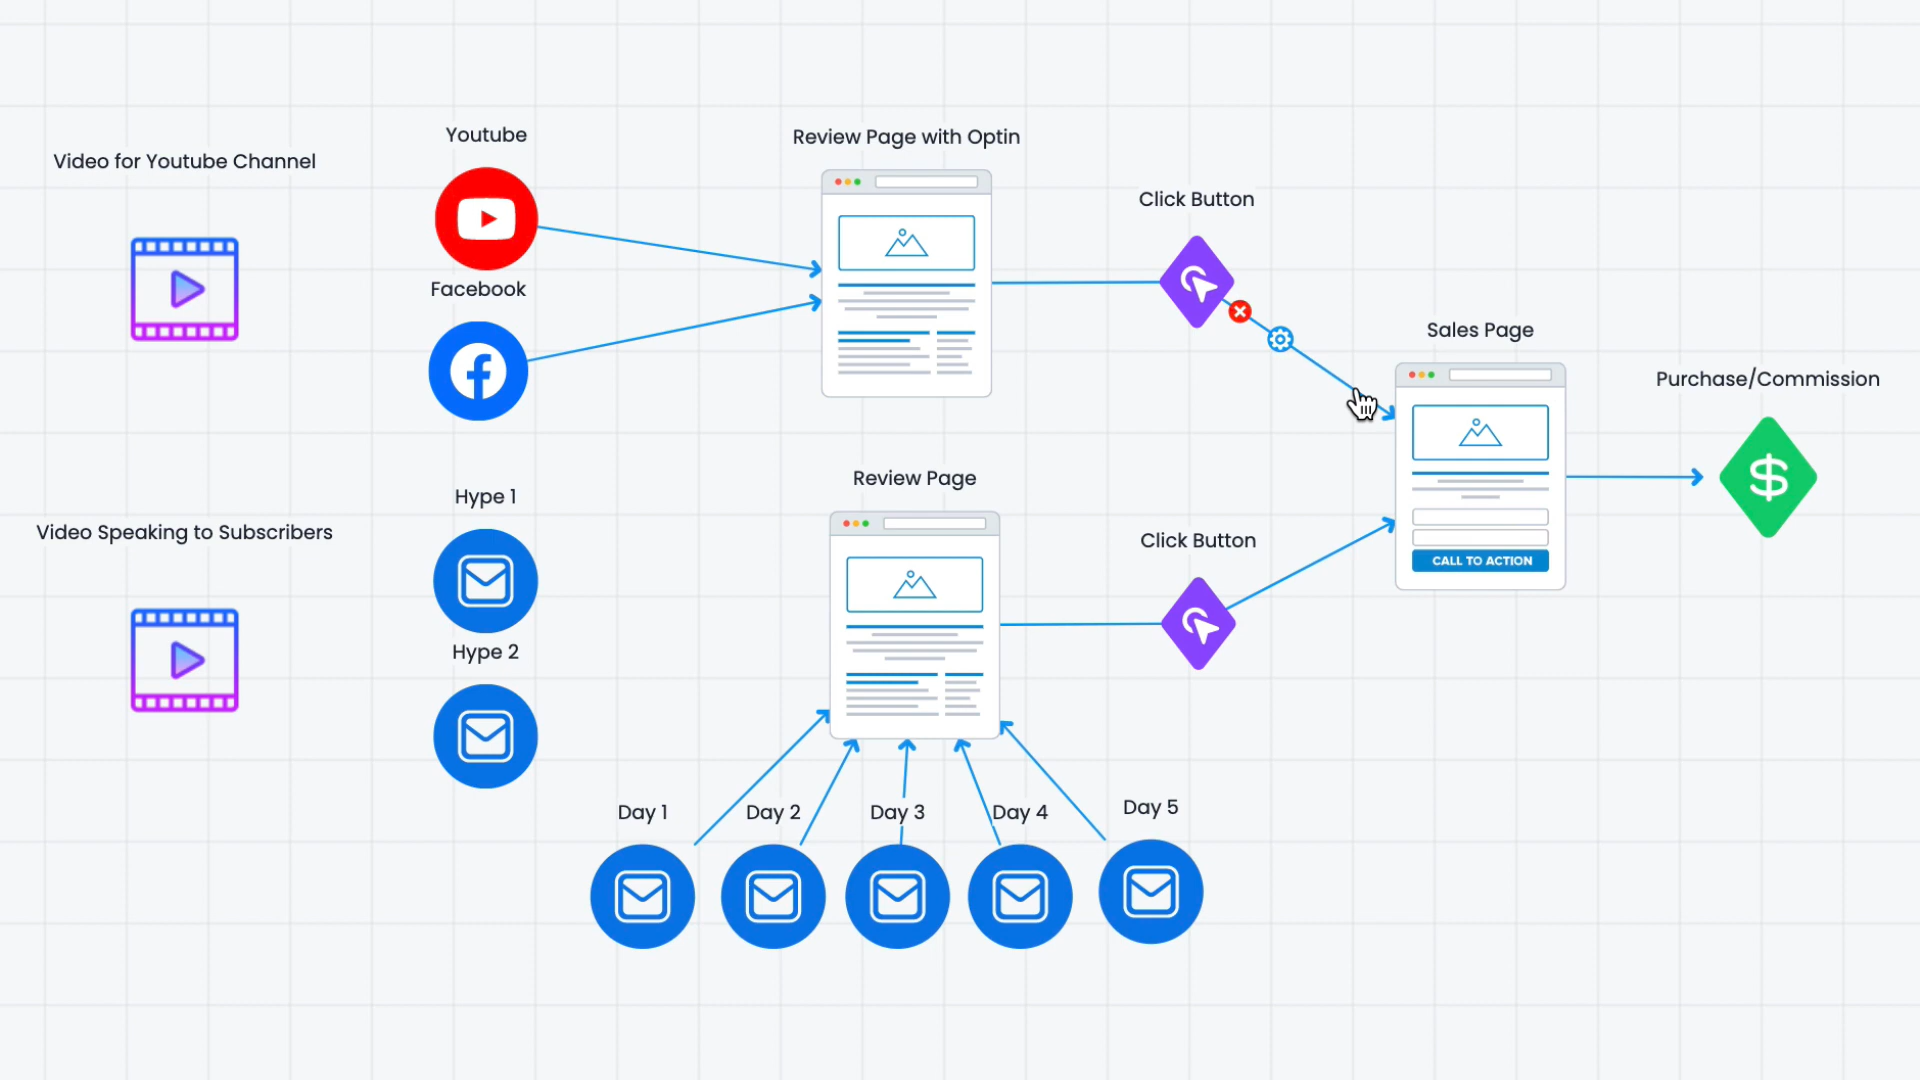 Youtube
Review Page with Optin
Video for Youtube Channel
Click Button
Facebook
Sales Page
Purchase/Commission
Review Page
Hype 1
Video Speaking to Subscribers
Click Button
CALL TO ACTION
Hype 2
Day 1
Day 2
Day 3
Day 4
Day 5